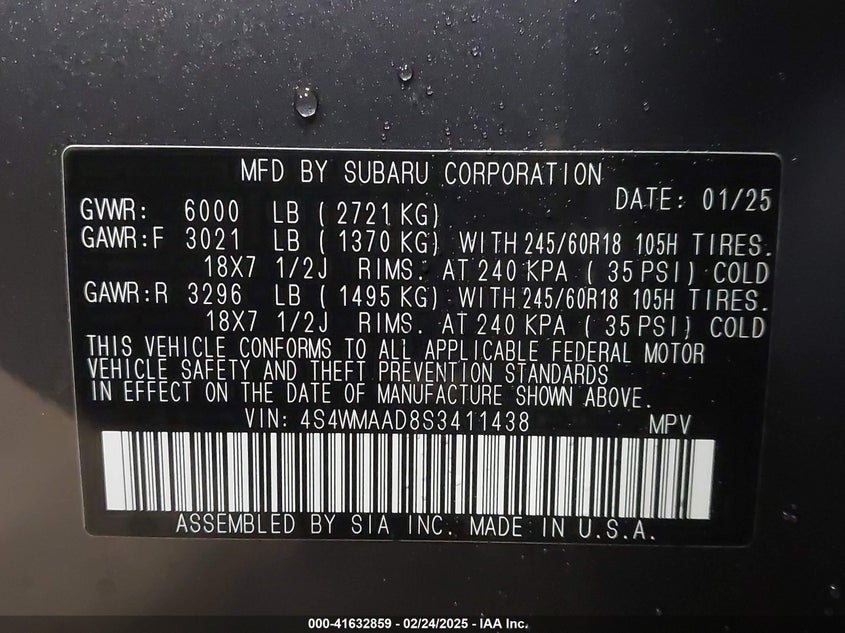 MFD BY SUBARU CORPORATION
DATE: 01/25
GVWR: 6000 LB ( 2721 KG)
GAWR:F 3021 LB ( 1370 KG) WITH 245/60R18 105H TIRES.
18X7 1/2J RIMS. AT 240 KPA ( 35 PSI) COLD
GAWR:R 3296 LB ( 1495 KG) WITH 245/60R18 105H TIRES.
18X7 1/2J RIMS. AT 240 KPA ( 35 PSI) COLD
THIS VEHICLE CONFORMS TO ALL APPLICABLE FEDERAL MOTOR
VEHICLE SAFETY AND THEFT PREVENTION STANDARDS
IN EFFECT ON THE DATE OF MANUFACTURE SHOWN ABOVE.
VIN: 4S4WMAAD8S3411438 MPV
ASSEMBLED BY SIA INC. MADE IN U.S.A.
000-41632859 - 02/24/2025 - IAA Inc.